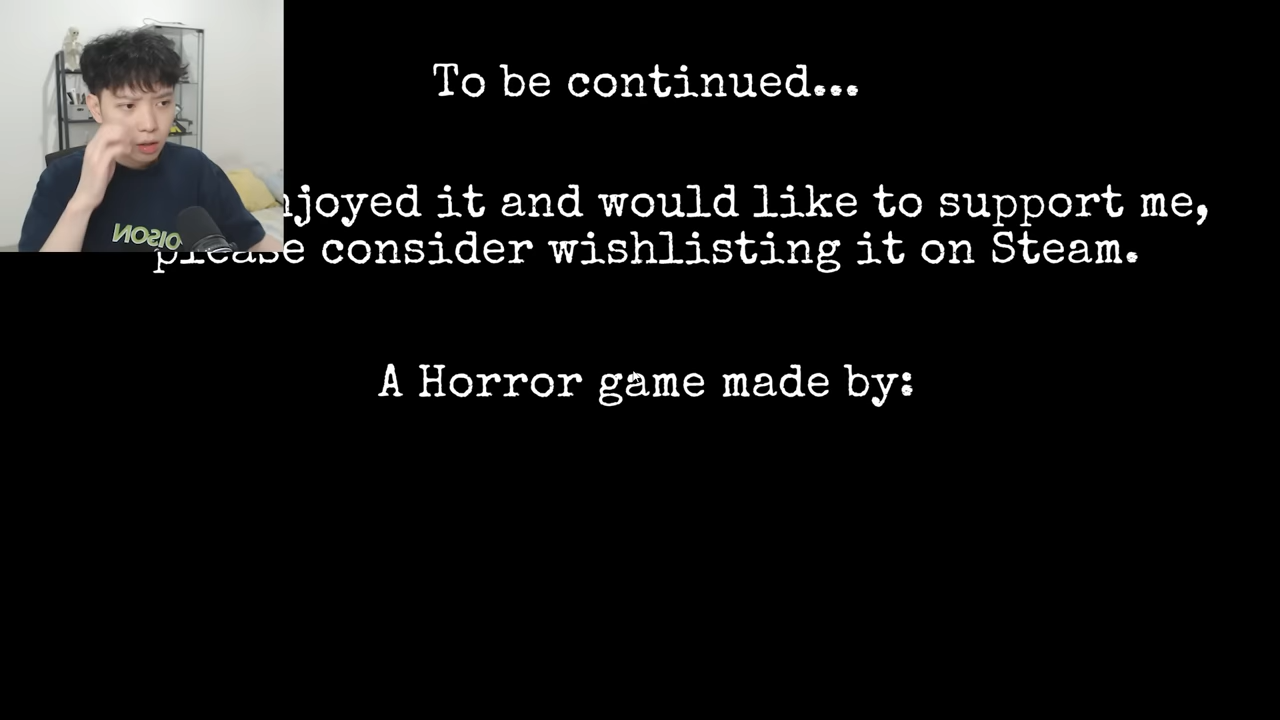 To be continued...
njoyed it and would like to support me,
please consider wishlisting it on Steam.
A Horror game made by: